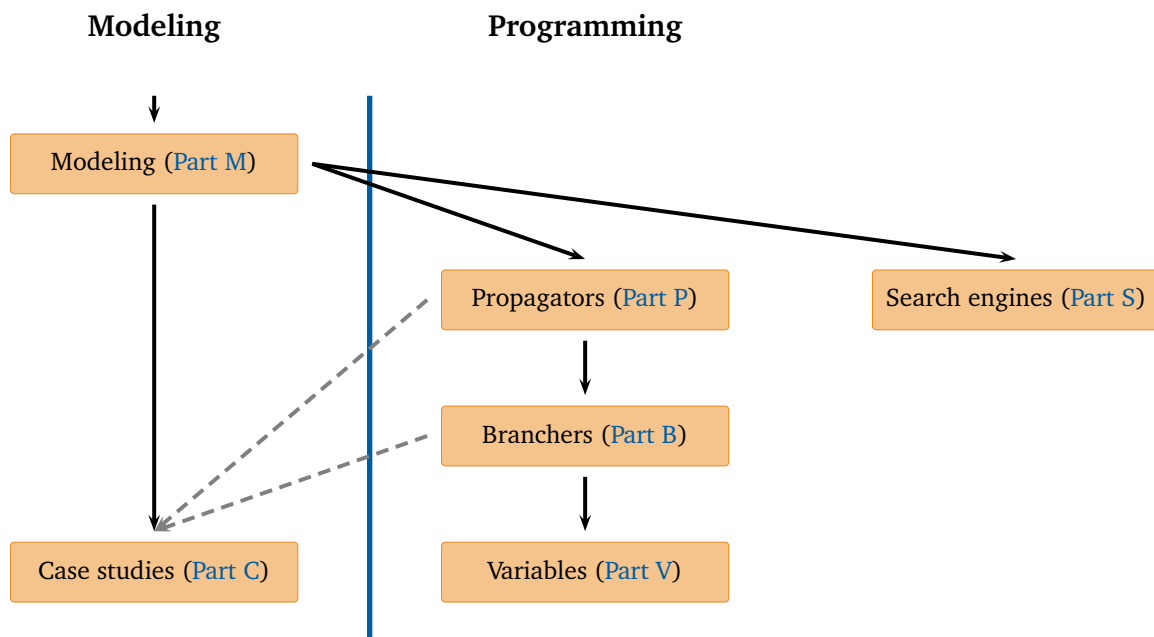 Modeling
Programming
Modeling (Part M)
Propagators (Part P)
Search engines (Part S)
Branchers (Part B)
Case studies (Part C)
Variables (Part V)